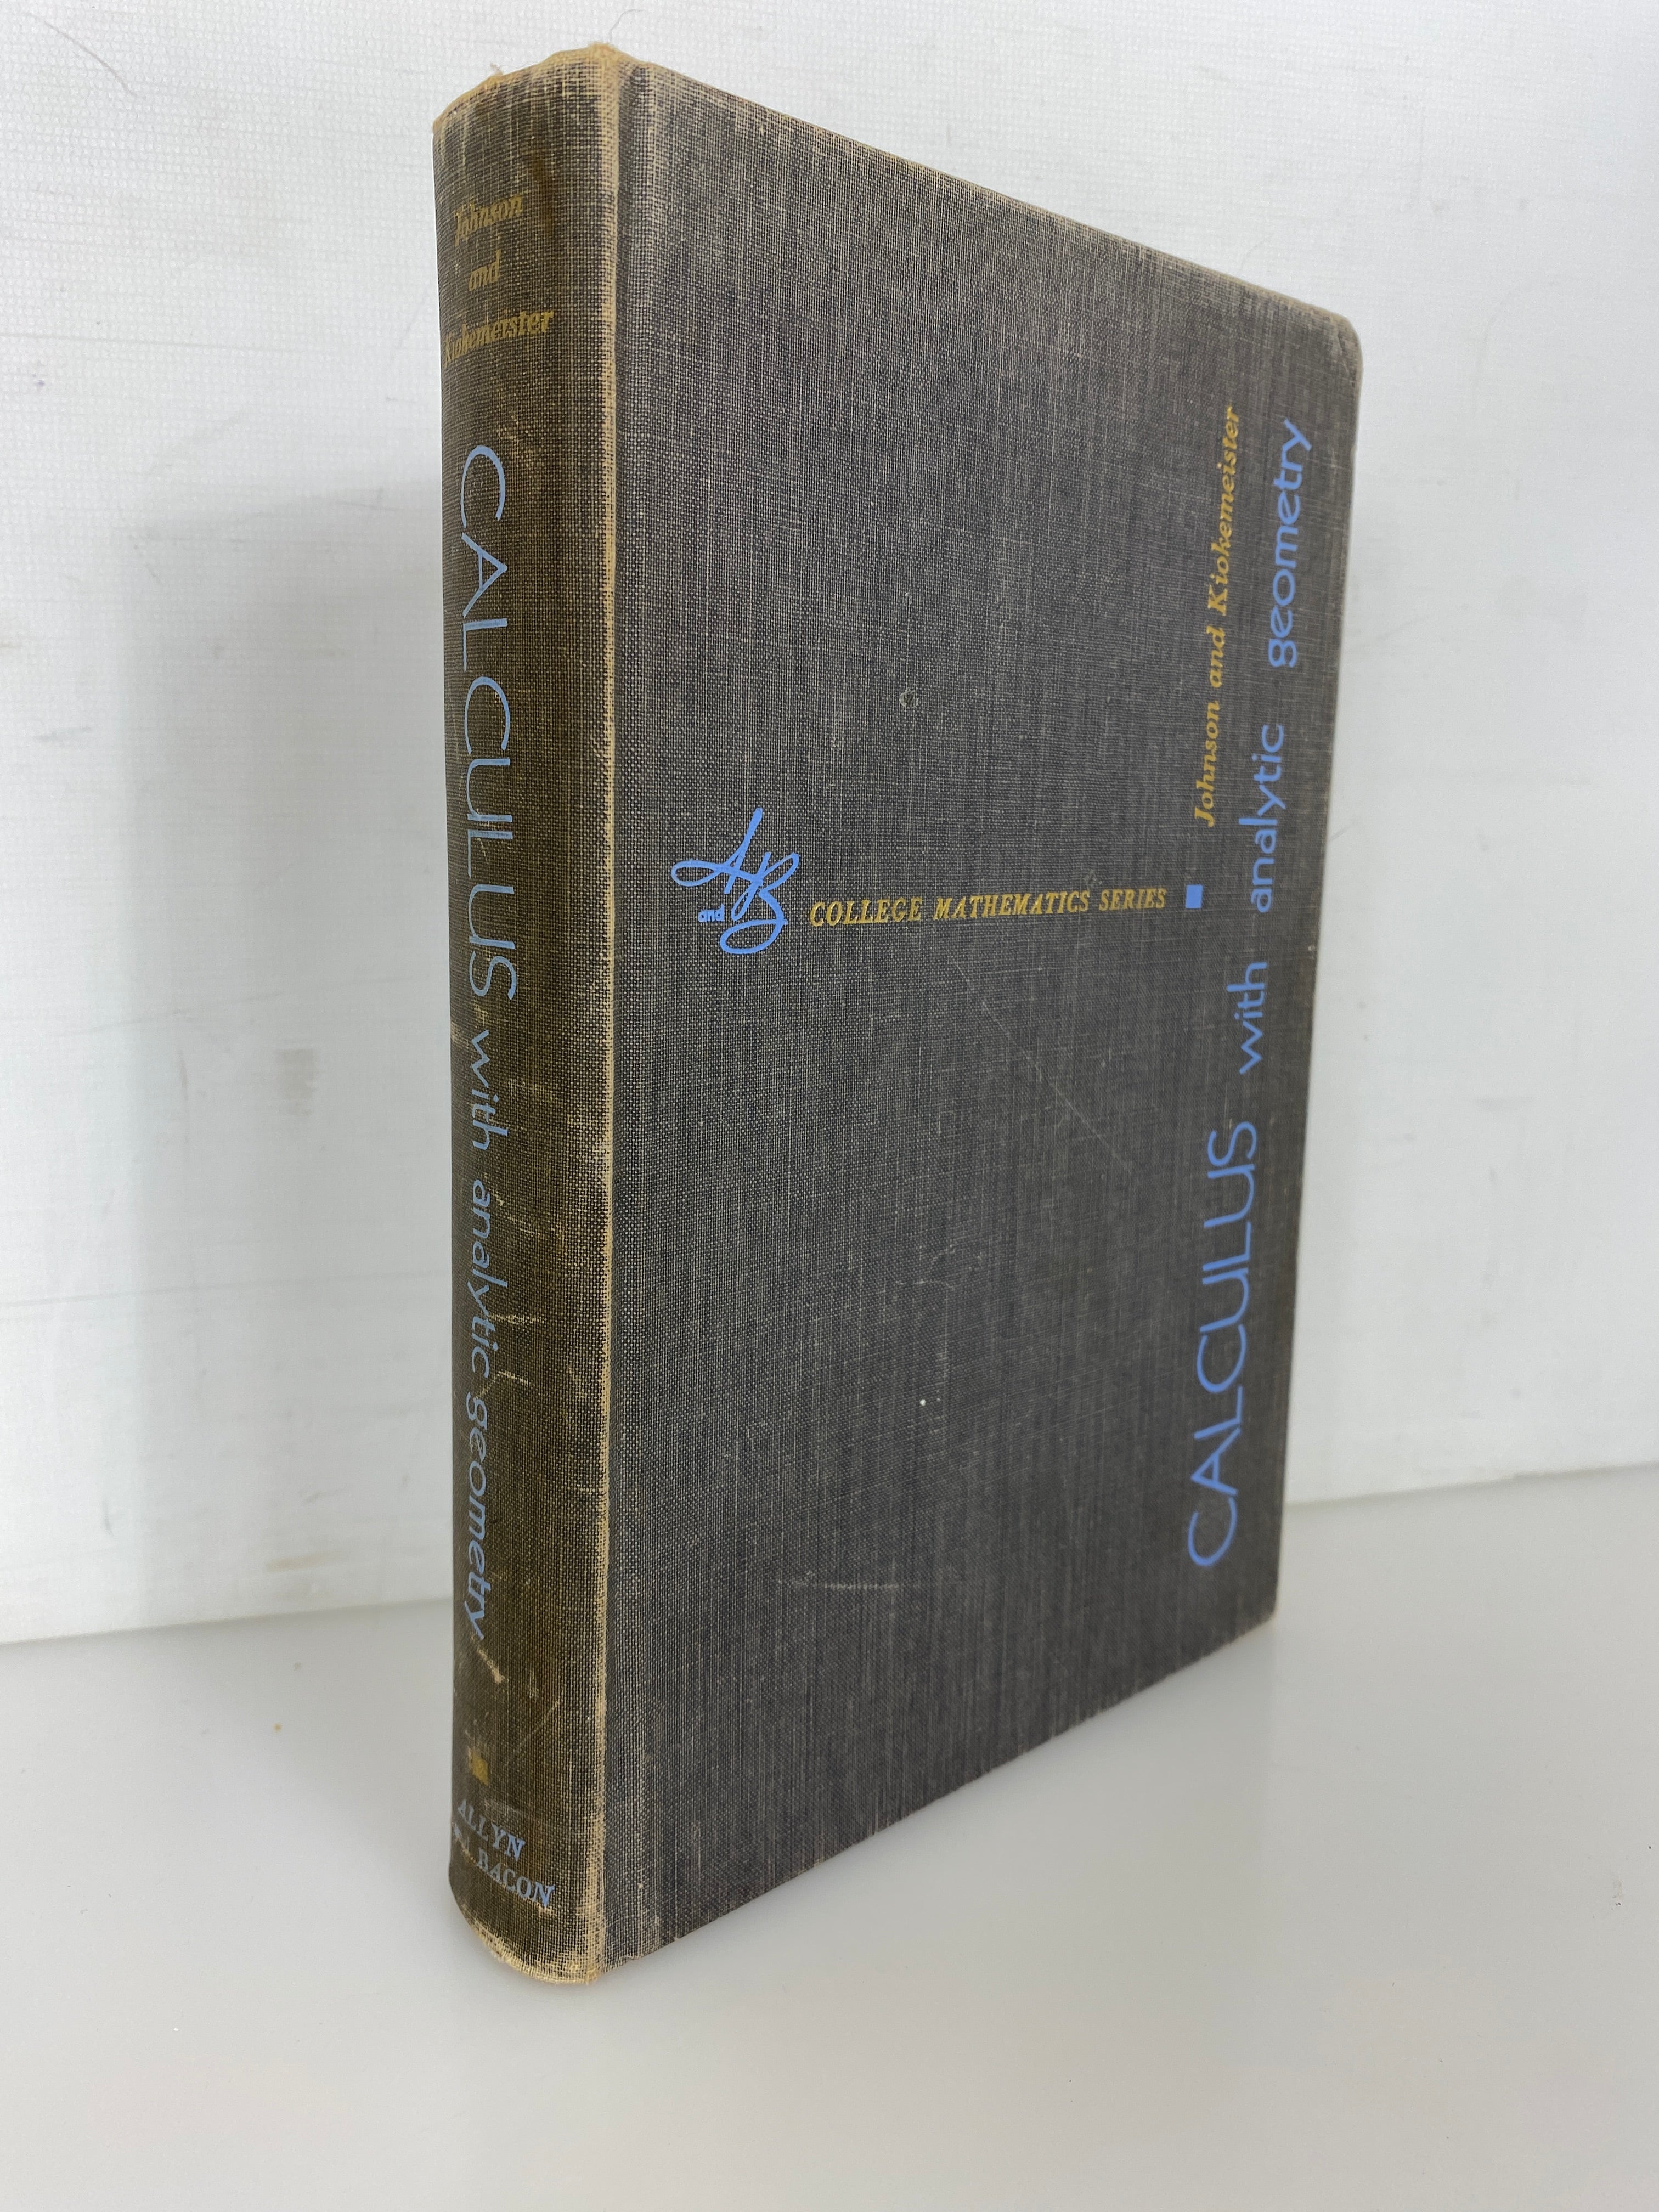 Johnson
and
Kiokemeister
CALCULUS with analytic geometry
ALLYN
BACON
A and B
COLLEGE MATHEMATICS SERIES
Johnson and Kiokemeister
CALCULUS with analytic geometry